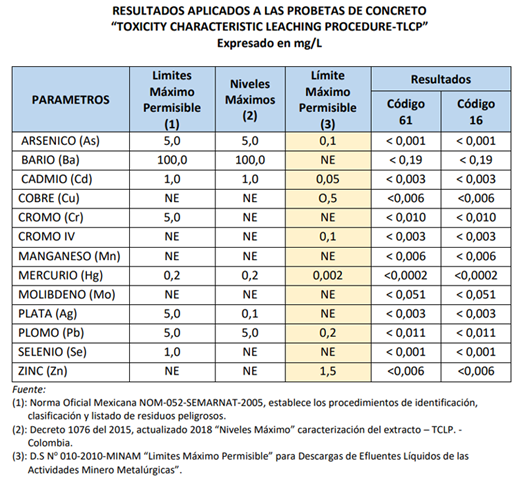 RESULTADOS APLICADOS A LAS PROBETAS DE CONCRETO
“TOXICITY CHARACTERISTIC LEACHING PROCEDURE-TLCP”
Expresado en mg/L
PARAMETROS | Limites Máximo Permisible (1) | Niveles Máximos (2) | Límite Máximo Permisible (3) | Resultados
Código 61 | Código 16
ARSENICO (As) | 5,0 | 5,0 | 0,1 | < 0,001 | < 0,001
BARIO (Ba) | 100,0 | 100,0 | NE | < 0,19 | < 0,19
CADMIO (Cd) | 1,0 | 1,0 | 0,05 | < 0,003 | < 0,003
COBRE (Cu) | NE | NE | O,5 | <0,006 | <0,006
CROMO (Cr) | 5,0 | NE | NE | < 0,010 | < 0,010
CROMO IV | NE | NE | 0,1 | < 0,003 | < 0,003
MANGANESO (Mn) | NE | NE | NE | < 0,006 | < 0,006
MERCURIO (Hg) | 0,2 | 0,2 | 0,002 | <0,0002 | <0,0002
MOLIBDENO (Mo) | NE | NE | NE | < 0,051 | < 0,051
PLATA (Ag) | 5,0 | 0,1 | NE | < 0,003 | < 0,003
PLOMO (Pb) | 5,0 | 5,0 | 0,2 | < 0,011 | < 0,011
SELENIO (Se) | 1,0 | NE | NE | < 0,001 | < 0,001
ZINC (Zn) | NE | NE | 1,5 | <0,006 | <0,006
Fuente:
(1): Norma Oficial Mexicana NOM-052-SEMARNAT-2005, establece los procedimientos de identificación,
clasificación y listado de residuos peligrosos.
(2): Decreto 1076 del 2015, actualizado 2018 “Niveles Máximo” caracterización del extracto – TCLP. -
Colombia.
(3): D.S Nº 010-2010-MINAM “Limites Máximo Permisible” para Descargas de Efluentes Líquidos de las
Actividades Minero Metalúrgicas”.